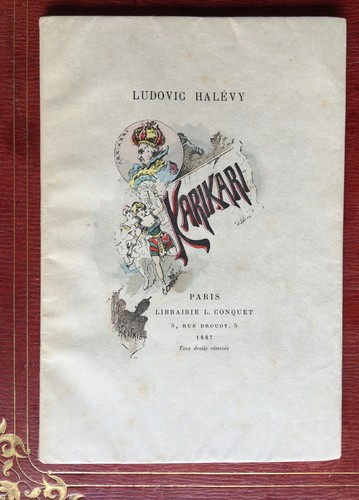 LUDOVIC HALÉVY
KARIKARI
PARIS
LIBRAIRIE L. CONQUET
5, RUE DROUOT, 5
1887
Tous droits réservés